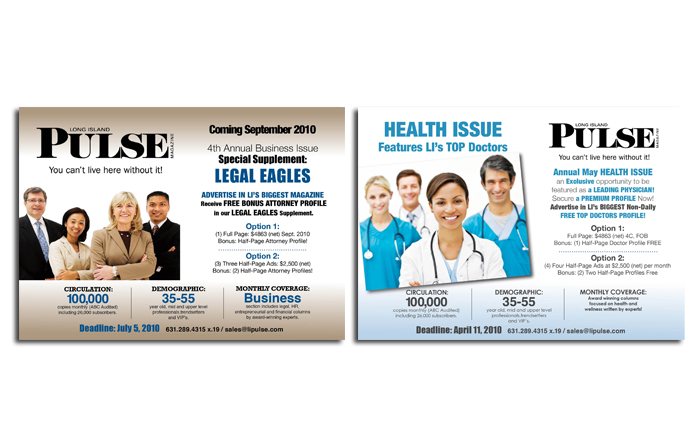 LONG ISLAND
PULSE
MAGAZINE
You can't live here without it!
Coming September 2010
4th Annual Business Issue
Special Supplement:
LEGAL EAGLES
ADVERTISE IN LI'S BIGGEST MAGAZINE
Receive FREE BONUS ATTORNEY PROFILE
in our LEGAL EAGLES Supplement.
Option 1:
(1) Full Page: $4863 (net) Sept. 2010
Bonus: Half-Page Attorney Profile!
Option 2:
(3) Three Half-Page Ads: $2,500 (net)
Bonus: (2) Half-Page Attorney Profiles!
CIRCULATION:
100,000
copies monthly (ABC Audited)
including 26,000 subscribers.
DEMOGRAPHIC:
35-55
year old, mid and upper level
professionals,trendsetters
and VIP's.
MONTHLY COVERAGE:
Business
section includes legal, HR,
entrepreneurial and financial columns
by award-winning experts.
Deadline: July 5, 2010 631.289.4315 x.19 / sales@lipulse.com
HEALTH ISSUE
Features LI's TOP Doctors
LONG ISLAND
PULSE
MAGAZINE
You can't live here without it!
Annual May HEALTH ISSUE
an Exclusive opportunity to be
featured as a LEADING PHYSICIAN!
Secure a PREMIUM PROFILE Now!
Advertise in LI's BIGGEST Non-Daily
FREE TOP DOCTORS PROFILE!
Option 1:
Full Page: $4863 (net) 4C. FOB
Bonus: (1) Half-Page Doctor Profile FREE
Option 2:
(4) Four Half-Page Ads at $2,500 (net) per month
Bonus: (2) Two Half-Page Profiles Free
CIRCULATION:
100,000
copies monthly (ABC Audited)
including 26,000 subscribers.
DEMOGRAPHIC:
35-55
year old, mid and upper level
professionals,trendsetters
and VIP's.
MONTHLY COVERAGE:
Award winning columns
focused on health and
wellness written by experts!
Deadline: April 11, 2010 631.289.4315 x.19 / sales@lipulse.com